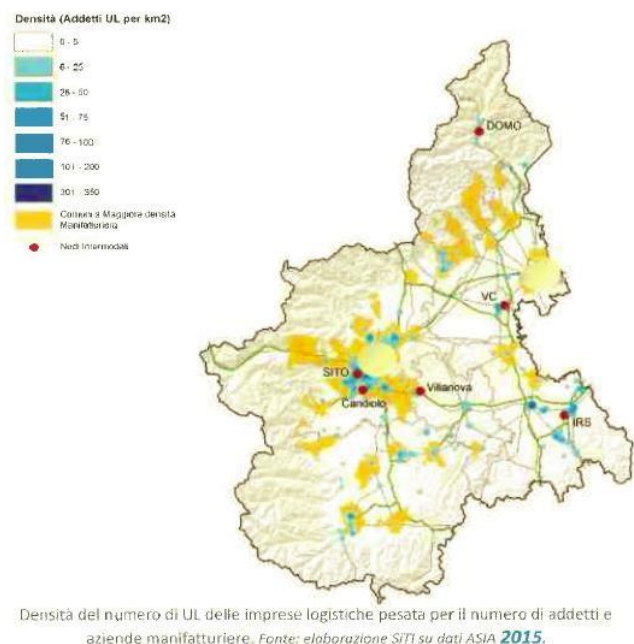 Densità (Addetti UL per km2)
0 - 5
6 - 25
26 - 50
51 - 75
76 - 100
101 - 200
201 - 350
Comuni a Maggiore densità
Manifatturiera
Nodi Intermodali
DOMO
VC
SITO
Villanova
Candiolo
IRS
Densità del numero di UL delle imprese logistiche pesata per il numero di addetti e
aziende manifatturiere. Fonte: elaborazione SiTI su dati ASIA 2015.